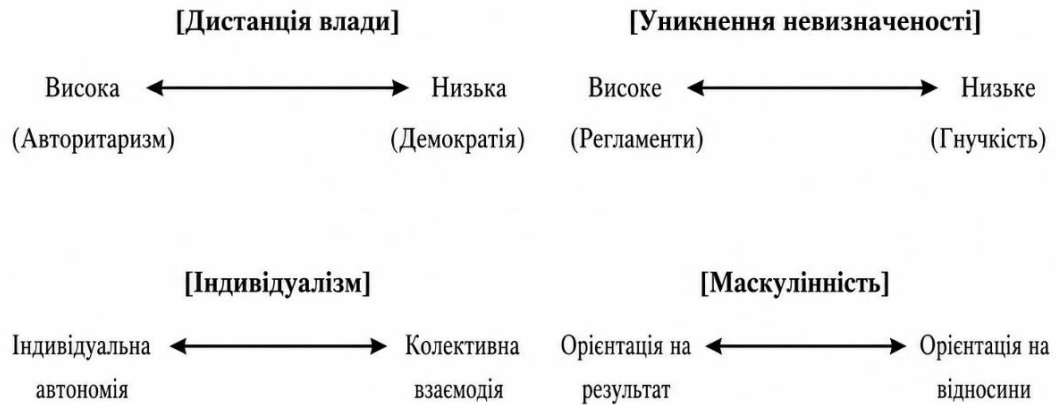 [Дистанція влади]
Висока Низька
(Авторитаризм) (Демократія)
[Уникнення невизначеності]
Високе Низьке
(Регламенти) (Гнучкість)
[Індивідуалізм]
Індивідуальна Колективна
автономія взаємодія
[Маскулінність]
Орієнтація на Орієнтація на
результат відносини